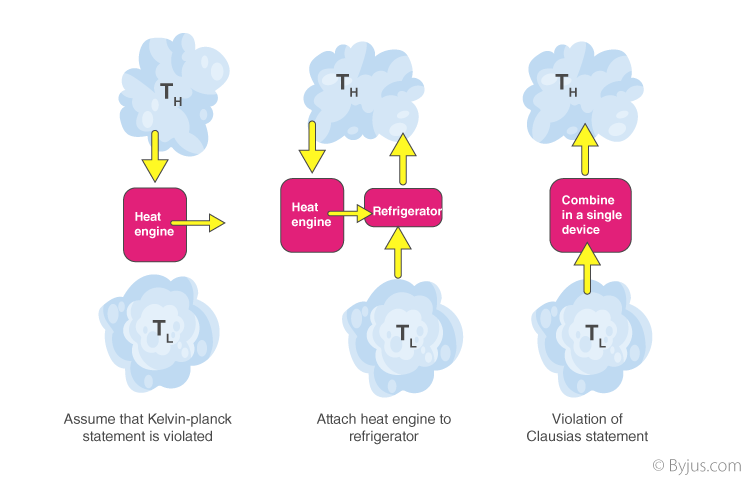 TH
TH
TH
Heat
engine
Heat
engine
Refrigerator
Combine
in a single
device
TL
TL
TL
Assume that Kelvin-planck
statement is violated
Attach heat engine to
refrigerator
Violation of
Clausias statement
© Byjus.com